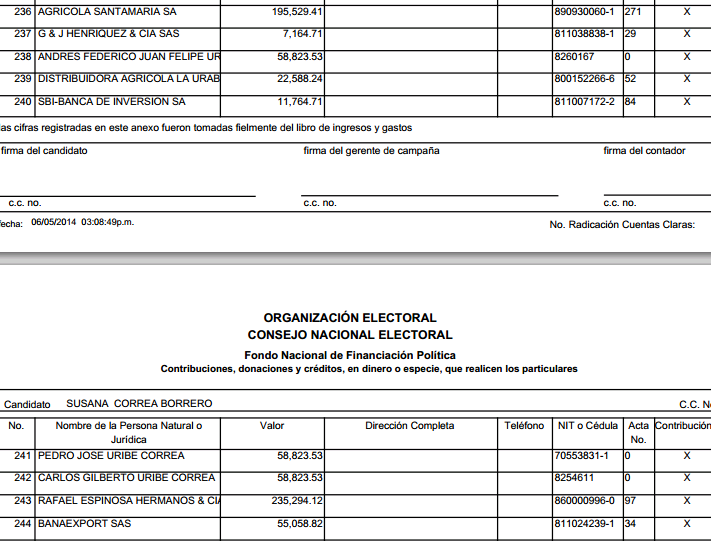 236 AGRICOLA SANTAMARIA SA 195,529.41 890930060-1 271 X
237 G & J HENRIQUEZ & CIA SAS 7,164.71 811038838-1 29 X
238 ANDRES FEDERICO JUAN FELIPE UR 58,823.53 8260167 0 X
239 DISTRIBUIDORA AGRICOLA LA URAB 22,588.24 800152266-6 52 X
240 SBI-BANCA DE INVERSION SA 11,764.71 811007172-2 84 X
las cifras registradas en este anexo fueron tomadas fielmente del libro de ingresos y gastos
firma del candidato firma del gerente de campaña firma del contador
c.c. no. c.c. no. c.c. no.
fecha: 06/05/2014 03:08:49p.m. No. Radicación Cuentas Claras:
ORGANIZACIÓN ELECTORAL
CONSEJO NACIONAL ELECTORAL
Fondo Nacional de Financiación Política
Contribuciones, donaciones y créditos, en dinero o especie, que realicen los particulares
Candidato SUSANA CORREA BORRERO C.C. No
No. Nombre de la Persona Natural o Valor Dirección Completa Teléfono NIT o Cédula Acta Contribución
Jurídica No.
241 PEDRO JOSE URIBE CORREA 58,823.53 70553831-1 0 X
242 CARLOS GILBERTO URIBE CORREA 58,823.53 8254611 0 X
243 RAFAEL ESPINOSA HERMANOS & CIA 235,294.12 860000996-0 97 X
244 BANAEXPORT SAS 55,058.82 811024239-1 34 X